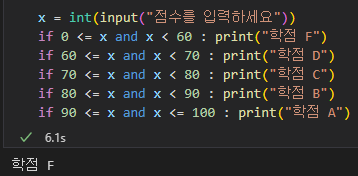 x = int(input("점수를 입력하세요"))
if 0 <= x and x < 60 : print("학점 F")
if 60 <= x and x < 70 : print("학점 D")
if 70 <= x and x < 80 : print("학점 C")
if 80 <= x and x < 90 : print("학점 B")
if 90 <= x and x <= 100 : print("학점 A")
6.1s
학점 F